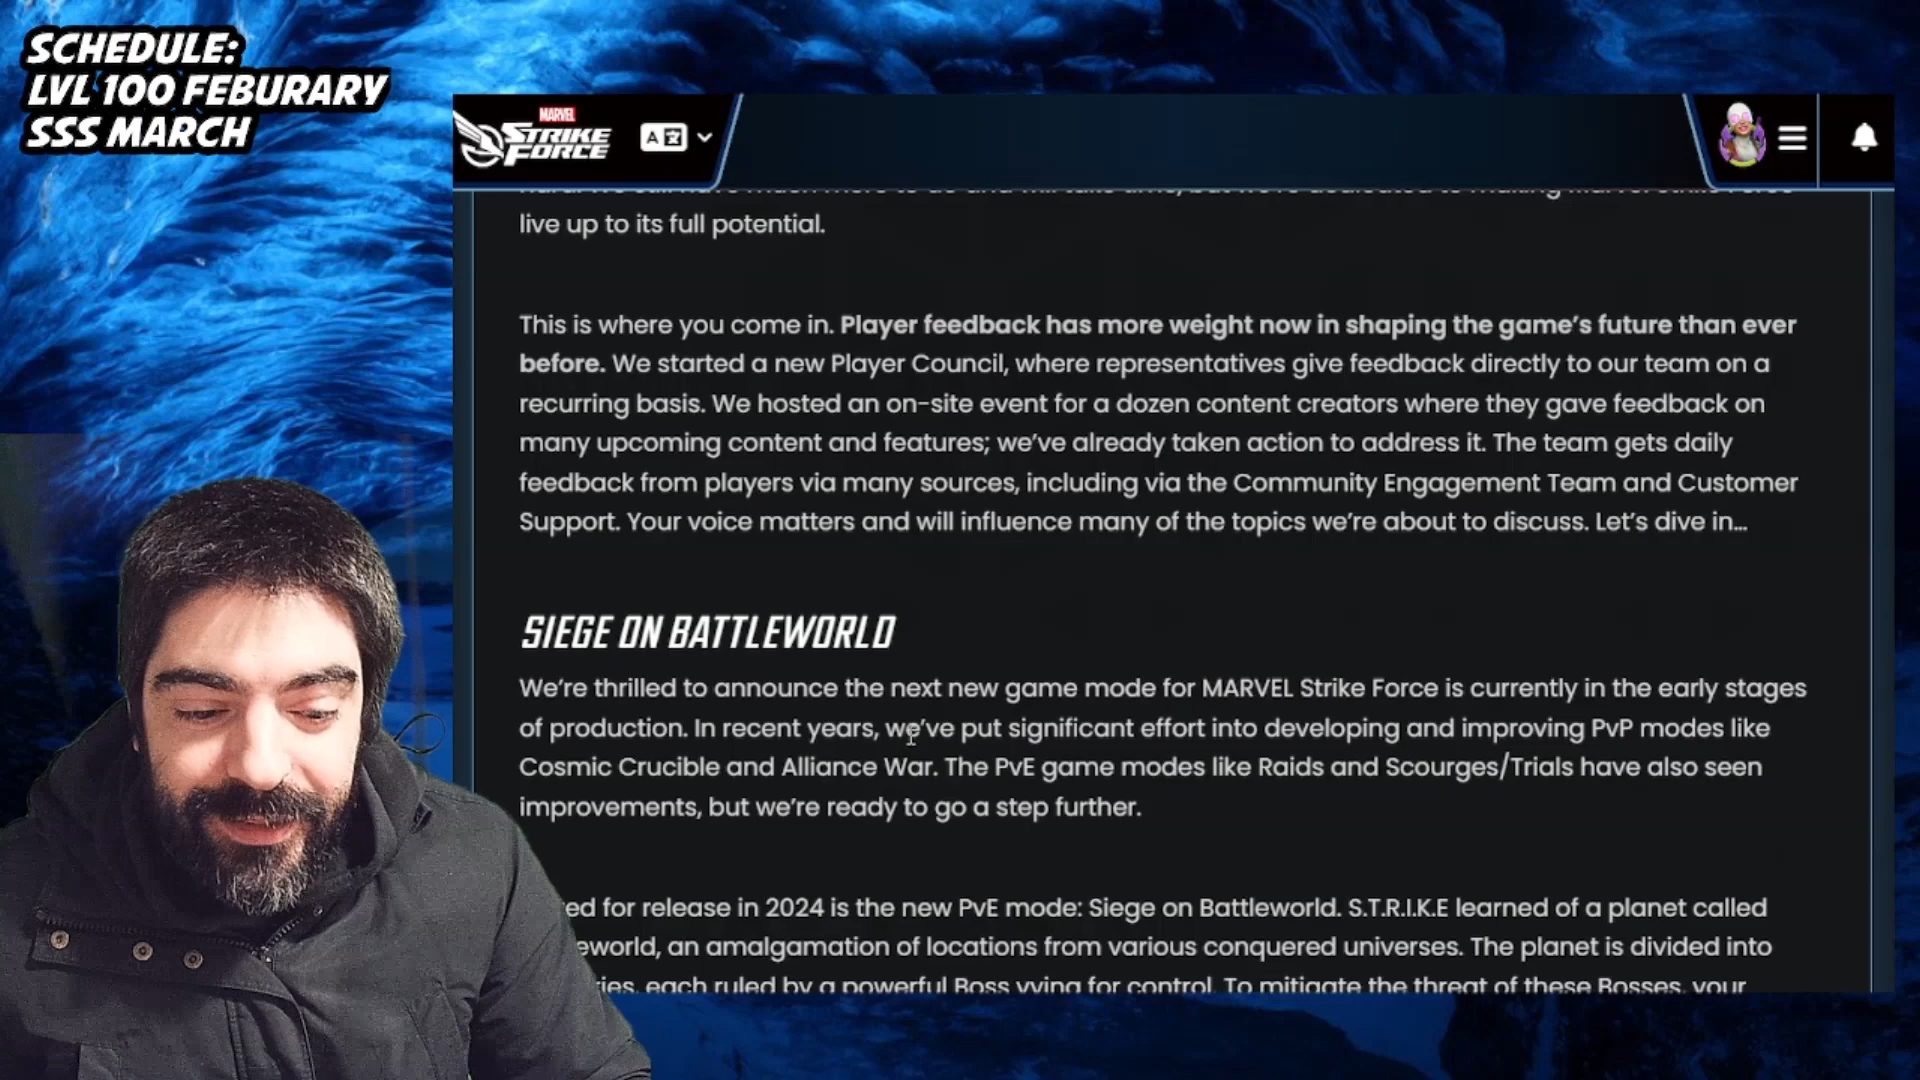 SCHEDULE:
LVL 100 FEBURARY
SSS MARCH
MARVEL
STRIKE
FORCE
A
live up to its full potential.
This is where you come in. Player feedback has more weight now in shaping the game's future than ever
before. We started a new Player Council, where representatives give feedback directly to our team on a
recurring basis. We hosted an on-site event for a dozen content creators where they gave feedback on
many upcoming content and features; we've already taken action to address it. The team gets daily
feedback from players via many sources, including via the Community Engagement Team and Customer
Support. Your voice matters and will influence many of the topics we're about to discuss. Let's dive in...
SIEGE ON BATTLEWORLD
We're thrilled to announce the next new game mode for MARVEL Strike Force is currently in the early stages
of production. In recent years, we've put significant effort into developing and improving PvP modes like
Cosmic Crucible and Alliance War. The PvE game modes like Raids and Scourges/Trials have also seen
improvements, but we're ready to go a step further.
ed for release in 2024 is the new PvE mode: Siege on Battleworld. S.T.R.I.K.E learned of a planet called
eworld, an amalgamation of locations from various conquered universes. The planet is divided into
ries, each ruled by a powerful Boss vying for control. To mitigate the threat of these Bosses, your